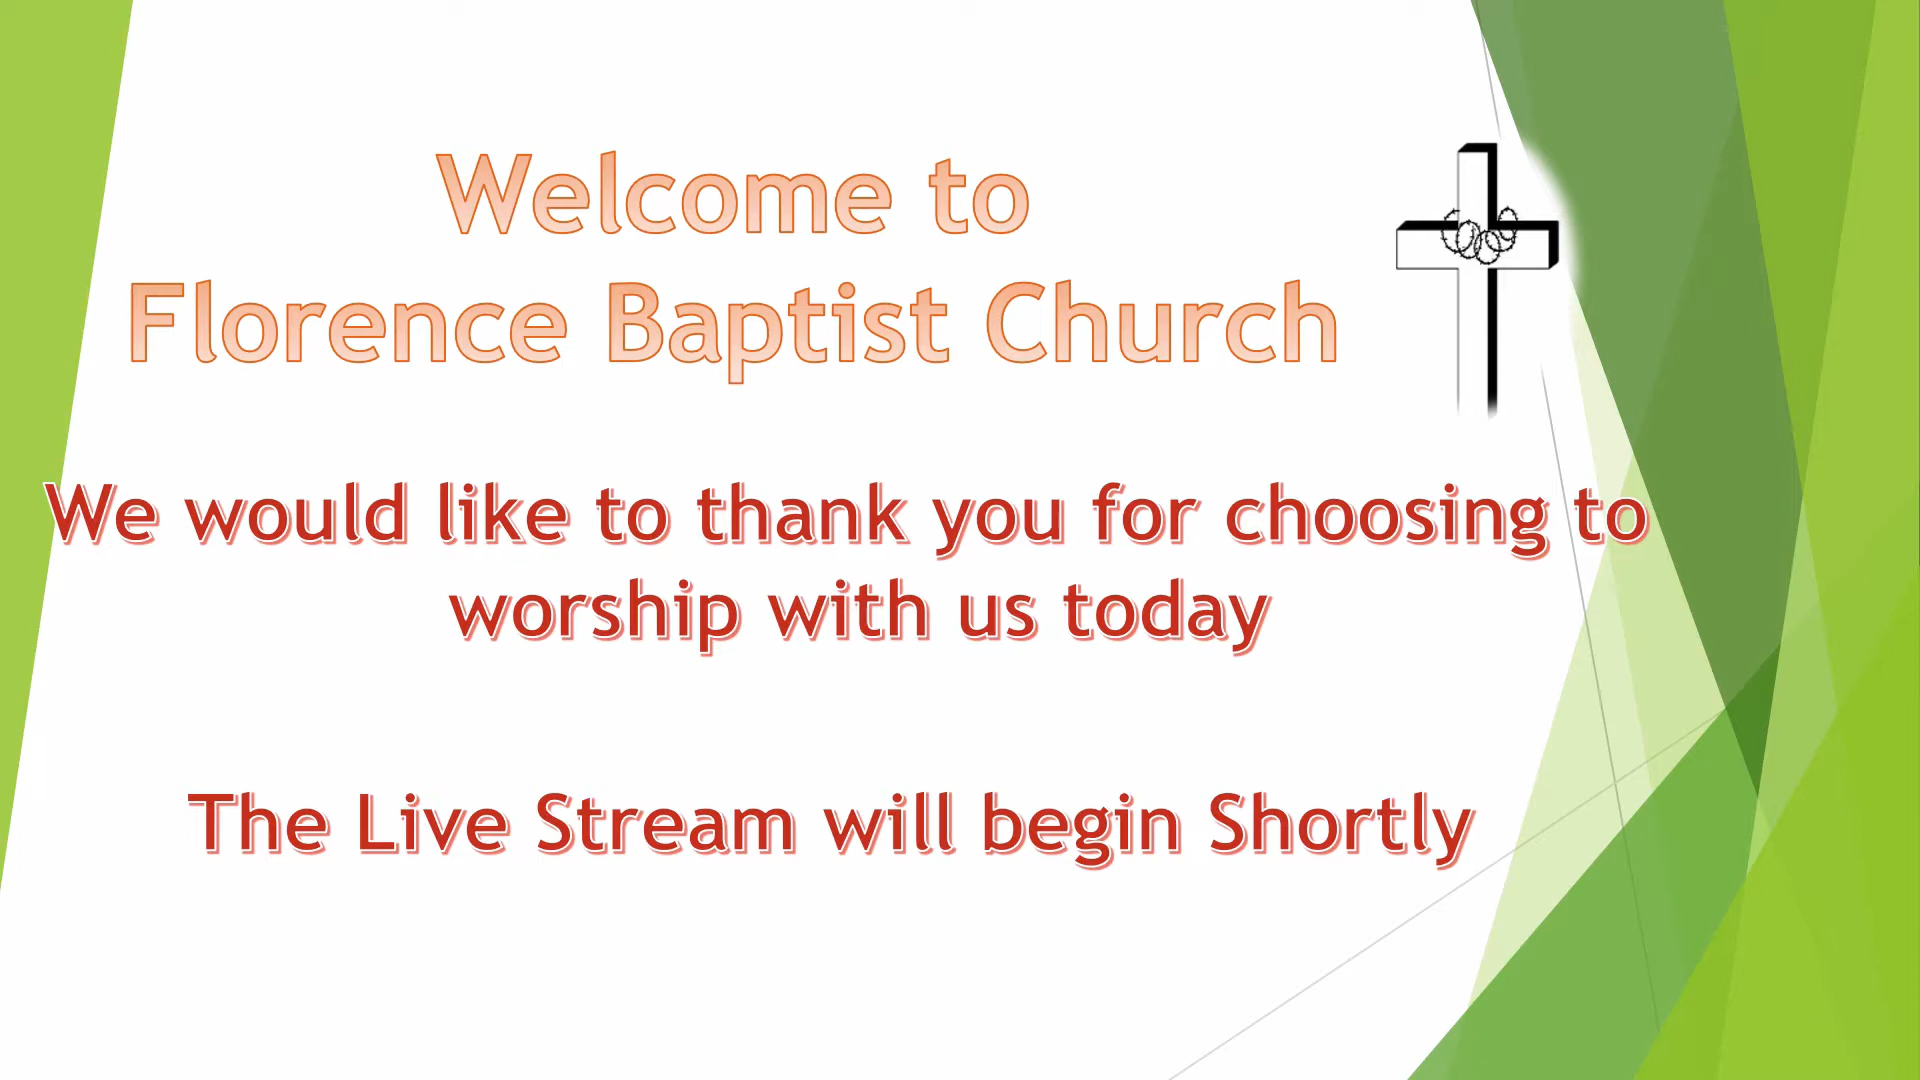 Welcome to
Florence Baptist Church
We would like to thank you for choosing to
worship with us today
The Live Stream will begin Shortly